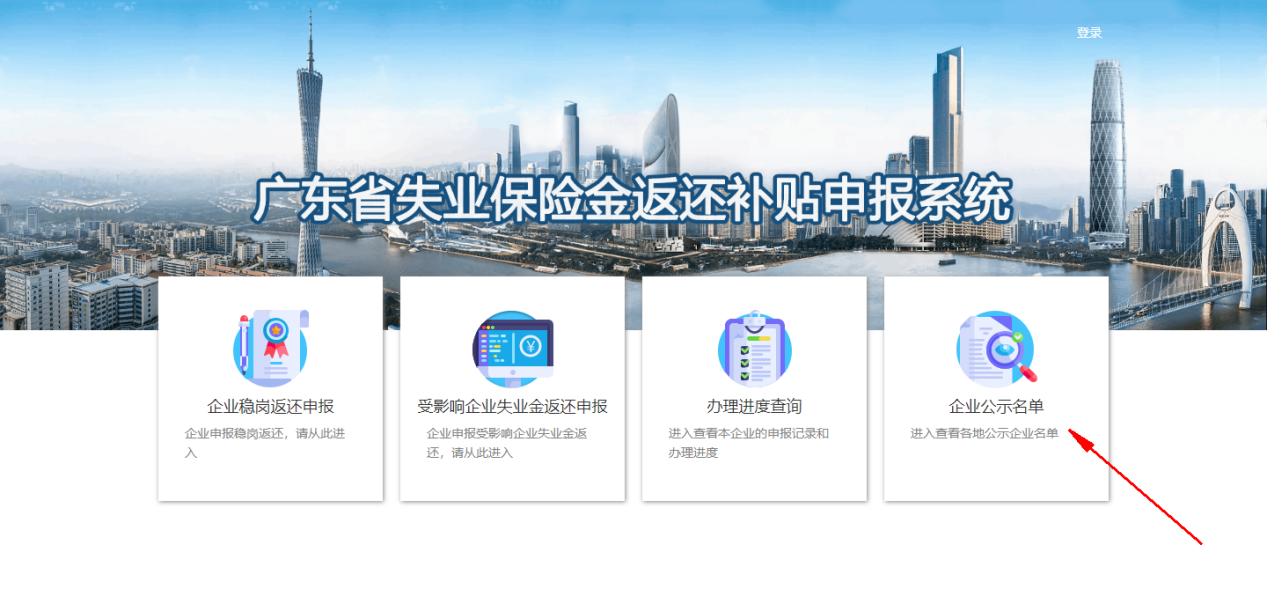 登录
广东省失业保险金返还补贴申报系统
企业稳岗返还申报
企业申报稳岗返还，请从此进
入
受影响企业失业金返还申报
企业申报受影响企业失业金返
还，请从此进入
办理进度查询
进入查看本企业的申报记录和
办理进度
企业公示名单
进入查看各地公示企业名单